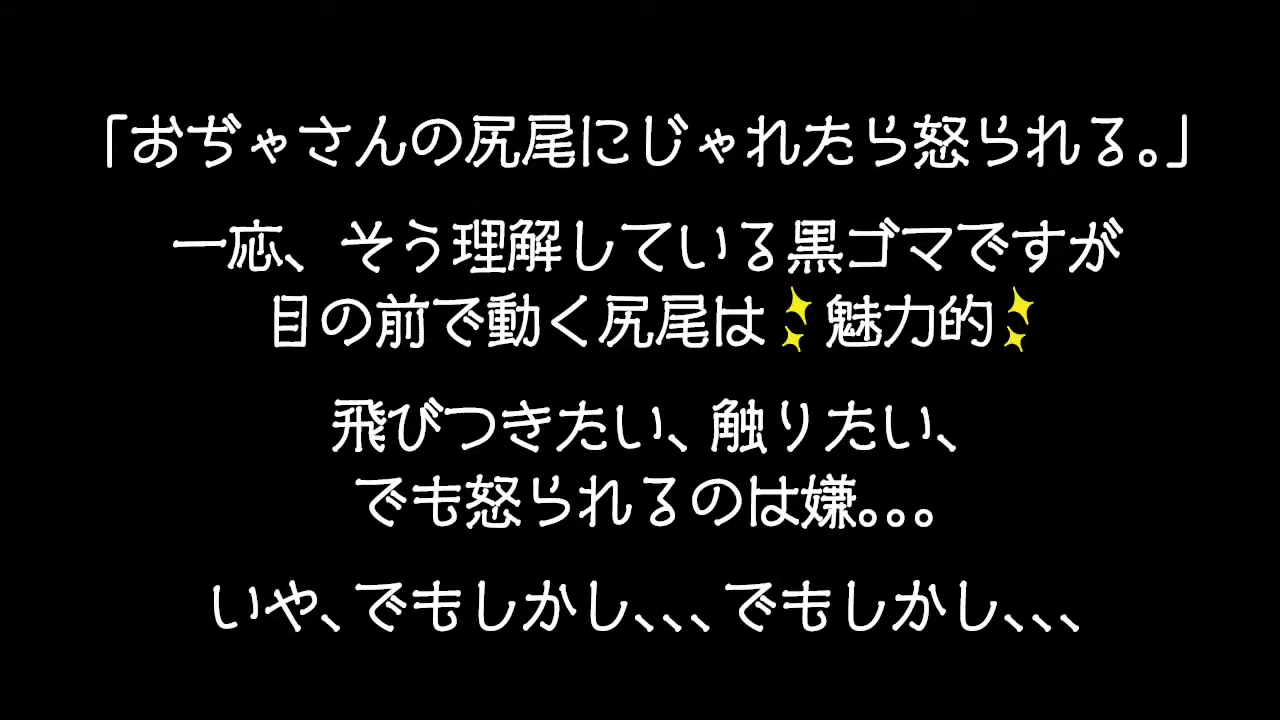 「おぢゃさんの尻尾にじゃれたら怒られる。」
一応、そう理解している黒ゴマですが
目の前で動く尻尾は✨魅力的✨
飛びつきたい、触りたい、
でも怒られるのは嫌。。。
いや、でもしかし、、、でもしかし、、、